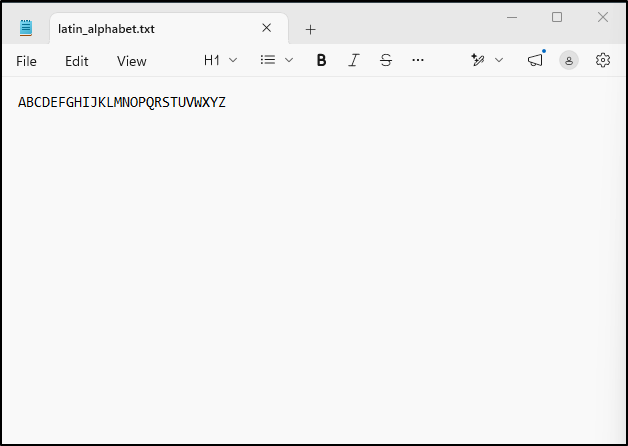 latin_alphabet.txt
File Edit View H1 B I S ...
ABCDEFGHIJKLMNOPQRSTUVWXYZ